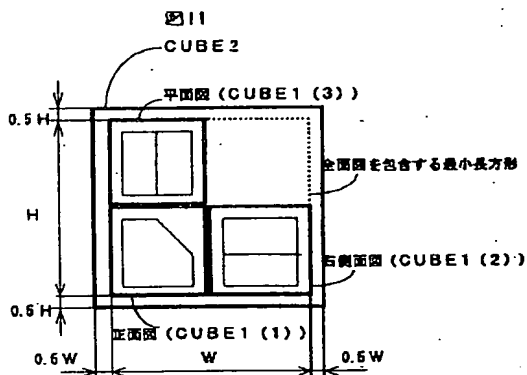 図11
CUBE2
平面図(CUBE1(3))
0.5H
全面図を包含する最小長方形
H
右側面図(CUBE1(2))
0.5H
正面図(CUBE1(1))
0.5W
W
0.5W